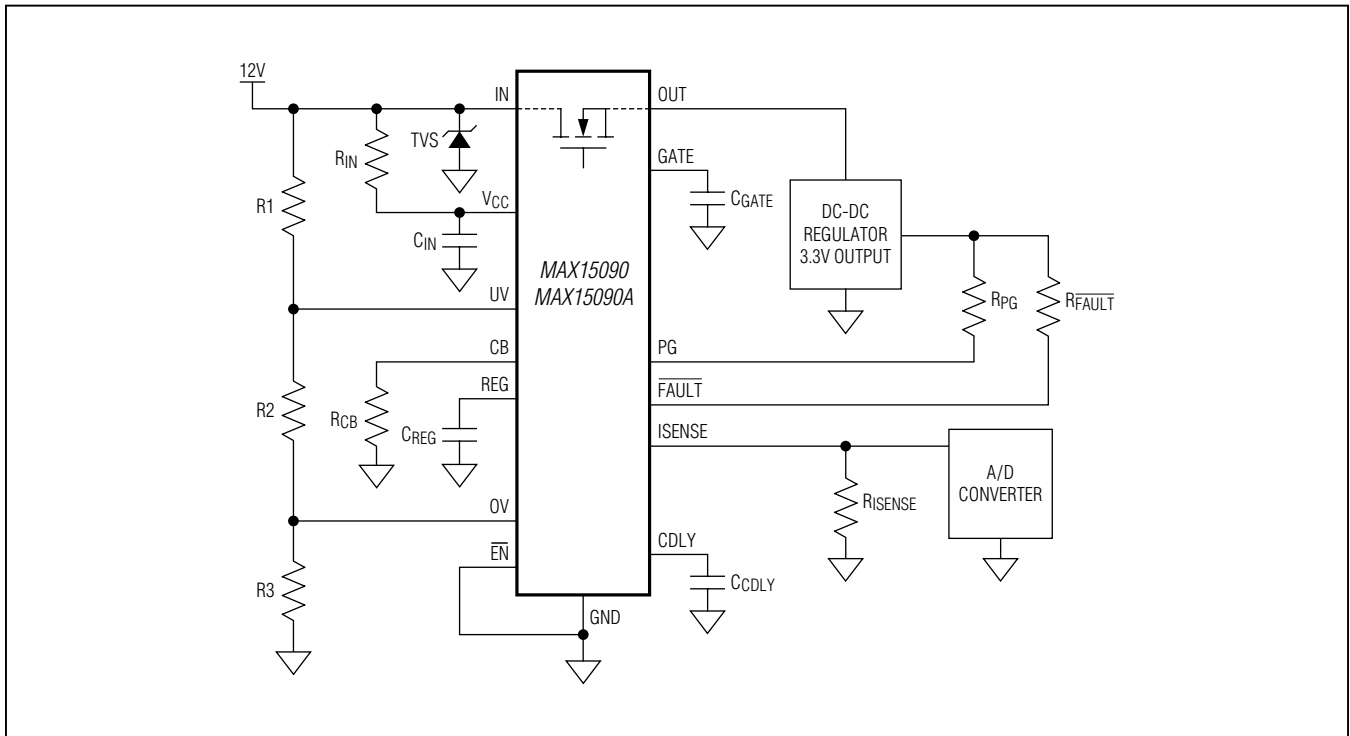 12V
IN
OUT
TVS
RIN
GATE
CGATE
R1
VCC
CIN
DC-DC
REGULATOR
3.3V OUTPUT
MAX15090
MAX15090A
UV
RPG
RFAULT
CB
PG
REG
FAULT
R2
RCB
CREG
ISENSE
A/D
CONVERTER
RISENSE
OV
EN
CDLY
CCDLY
R3
GND